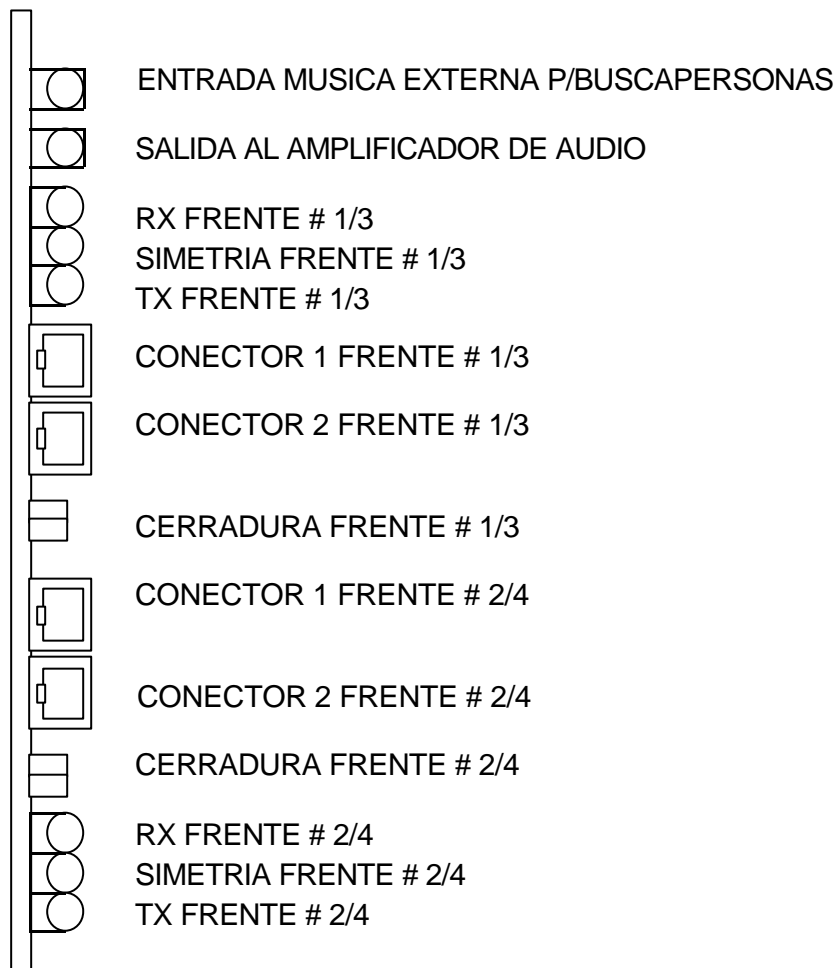 ENTRADA MUSICA EXTERNA P/BUSCAPERSONAS
SALIDA AL AMPLIFICADOR DE AUDIO
RX FRENTE # 1/3
SIMETRIA FRENTE # 1/3
TX FRENTE # 1/3
CONECTOR 1 FRENTE # 1/3
CONECTOR 2 FRENTE # 1/3
CERRADURA FRENTE # 1/3
CONECTOR 1 FRENTE # 2/4
CONECTOR 2 FRENTE # 2/4
CERRADURA FRENTE # 2/4
RX FRENTE # 2/4
SIMETRIA FRENTE # 2/4
TX FRENTE # 2/4